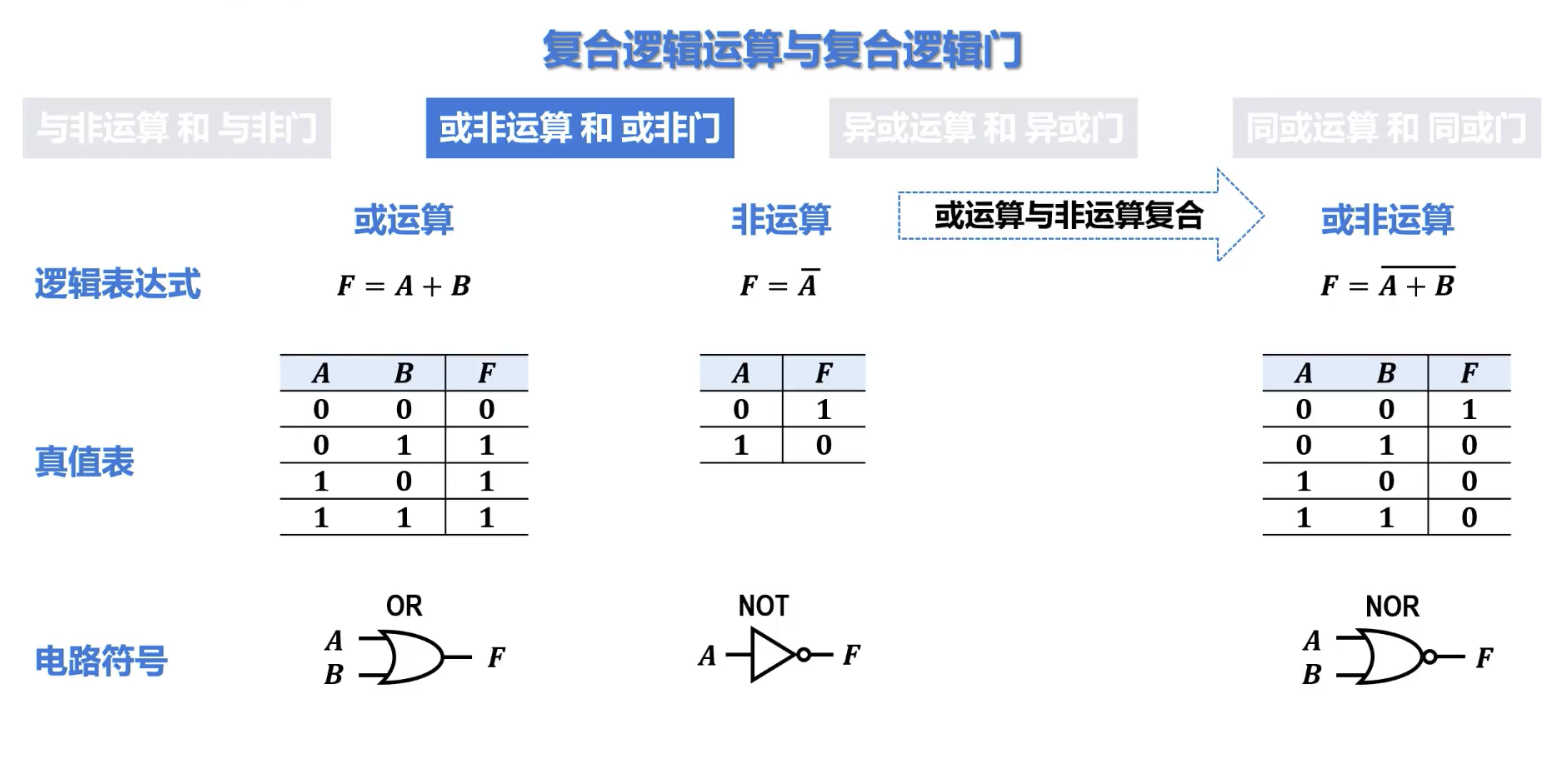 复合逻辑运算与复合逻辑门
与非运算 和 与非门 或非运算 和 或非门 异或运算 和 异或门 同或运算 和 同或门
或运算 非运算 或运算与非运算复合 或非运算
逻辑表达式 F = A + B F = A̅ F = A̅ ̅+̅ ̅B̅
A B F A F A B F
0 0 0 0 1 0 0 1
0 1 1 1 0 0 1 0
真值表
1 0 1 1 0 0
1 1 1 1 1 0
OR NOT NOR
电路符号 A B F A F A B F